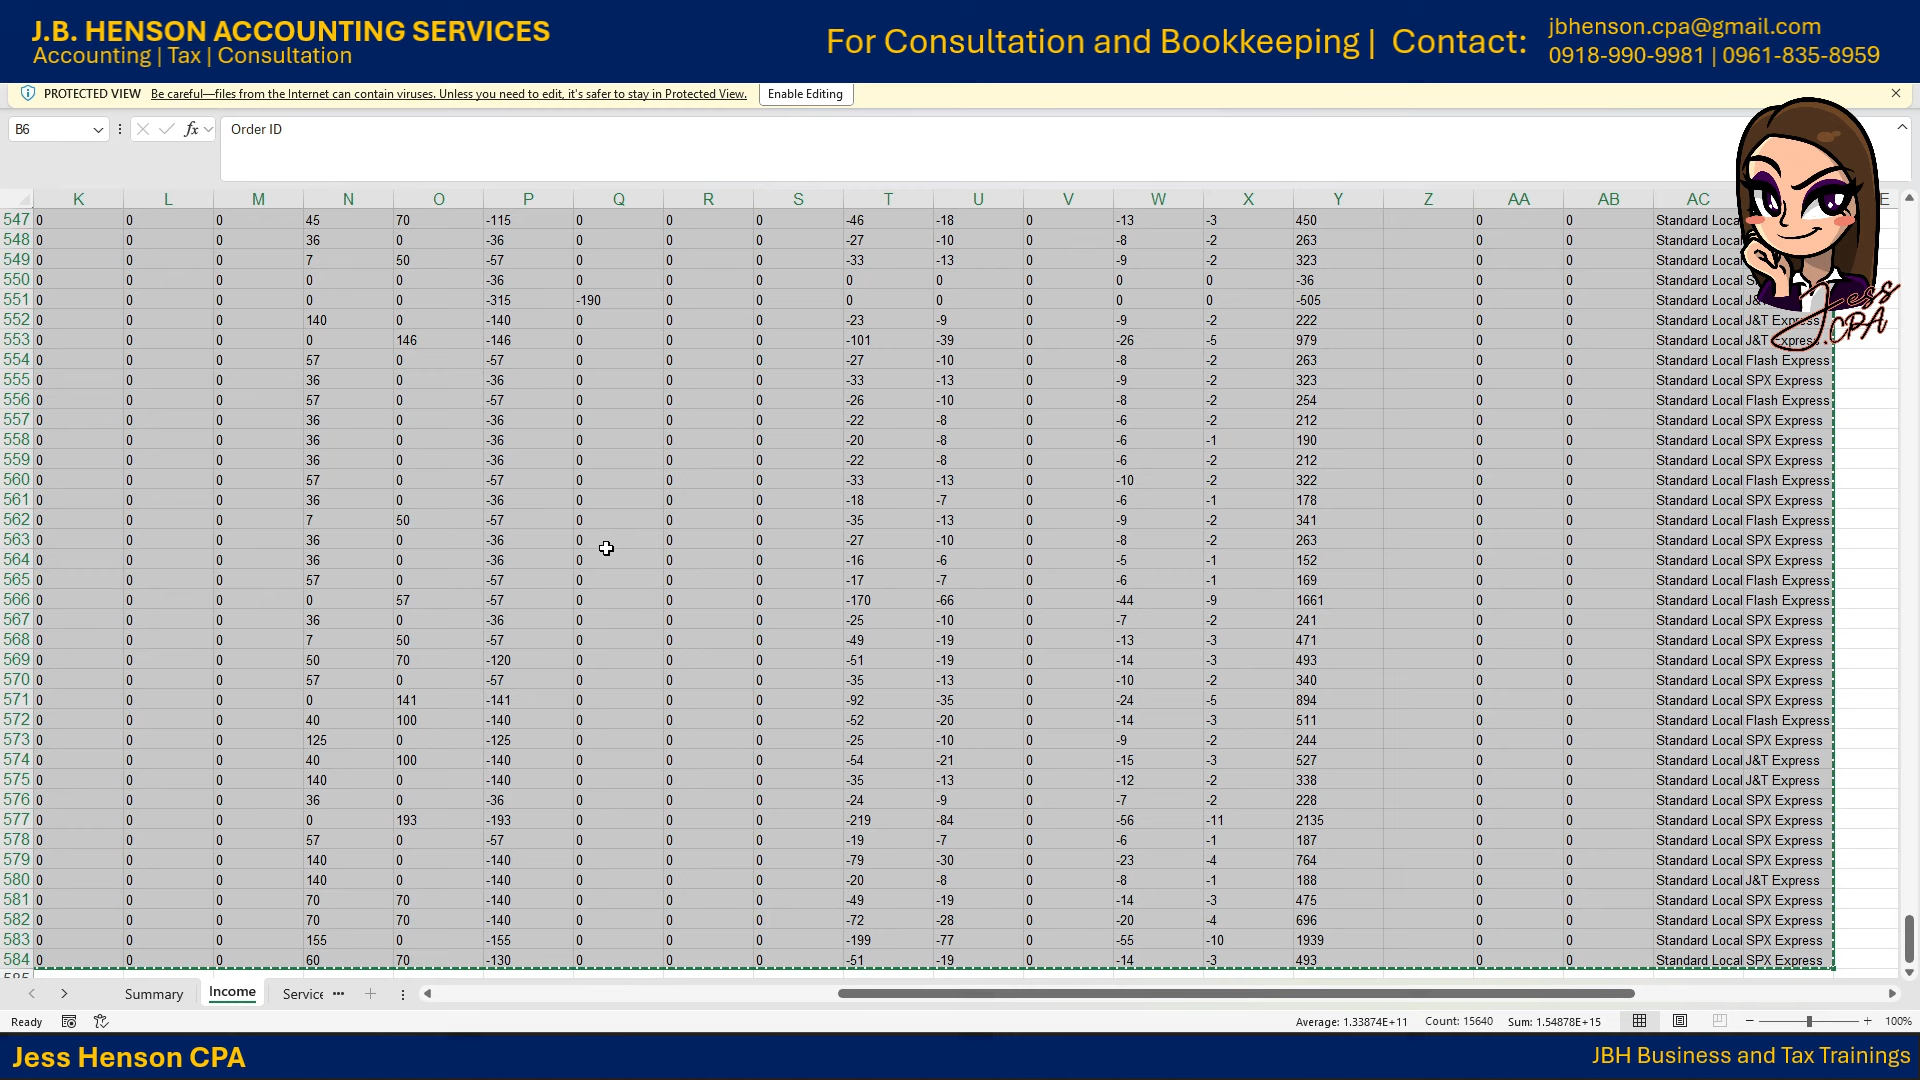 J.B. HENSON ACCOUNTING SERVICES
Accounting | Tax | Consultation
For Consultation and Bookkeeping | Contact:
jbhenson.cpa@gmail.com
0918-990-9981 | 0961-835-8959
PROTECTED VIEW Be careful—files from the Internet can contain viruses. Unless you need to edit, it's safer to stay in Protected View. Enable Editing
B6 fx Order ID
K L M N O P Q R S T U V W X Y Z AA AB AC E
547 0 0 0 45 70 -115 0 0 0 -46 -18 0 -13 -3 450 0 0 Standard Loca
548 0 0 0 36 0 -36 0 0 0 -27 -10 0 -8 -2 263 0 0 Standard Loca
549 0 0 0 7 50 -57 0 0 0 -33 -13 0 -9 -2 323 0 0 Standard Loca
550 0 0 0 0 0 -36 0 0 0 0 0 0 0 0 -36 0 0 Standard Local
551 0 0 0 0 0 -315 -190 0 0 0 0 0 0 0 -505 0 0 Standard Local
552 0 0 0 140 0 -140 0 0 0 -23 -9 0 -9 -2 222 0 0 Standard Local J&T Express
553 0 0 0 0 146 -146 0 0 0 -101 -39 0 -26 -5 979 0 0 Standard Local J&T Express
554 0 0 0 57 0 -57 0 0 0 -27 -10 0 -8 -2 263 0 0 Standard Local Flash Express
555 0 0 0 36 0 -36 0 0 0 -33 -13 0 -9 -2 323 0 0 Standard Local SPX Express
556 0 0 0 57 0 -57 0 0 0 -26 -10 0 -8 -2 254 0 0 Standard Local Flash Express
557 0 0 0 36 0 -36 0 0 0 -22 -8 0 -6 -2 212 0 0 Standard Local SPX Express
558 0 0 0 36 0 -36 0 0 0 -20 -8 0 -6 -1 190 0 0 Standard Local SPX Express
559 0 0 0 36 0 -36 0 0 0 -22 -8 0 -6 -2 212 0 0 Standard Local SPX Express
560 0 0 0 57 0 -57 0 0 0 -33 -13 0 -10 -2 322 0 0 Standard Local Flash Express
561 0 0 0 36 0 -36 0 0 0 -18 -7 0 -6 -1 178 0 0 Standard Local SPX Express
562 0 0 0 7 50 -57 0 0 0 -35 -13 0 -9 -2 341 0 0 Standard Local Flash Express
563 0 0 0 36 0 -36 0 0 0 -27 -10 0 -8 -2 263 0 0 Standard Local SPX Express
564 0 0 0 36 0 -36 0 0 0 -16 -6 0 -5 -1 152 0 0 Standard Local SPX Express
565 0 0 0 57 0 -57 0 0 0 -17 -7 0 -6 -1 169 0 0 Standard Local Flash Express
566 0 0 0 0 57 -57 0 0 0 -170 -66 0 -44 -9 1661 0 0 Standard Local Flash Express
567 0 0 0 36 0 -36 0 0 0 -25 -10 0 -7 -2 241 0 0 Standard Local SPX Express
568 0 0 0 7 50 -57 0 0 0 -49 -19 0 -13 -3 471 0 0 Standard Local SPX Express
569 0 0 0 50 70 -120 0 0 0 -51 -19 0 -14 -3 493 0 0 Standard Local SPX Express
570 0 0 0 57 0 -57 0 0 0 -35 -13 0 -10 -2 340 0 0 Standard Local SPX Express
571 0 0 0 0 141 -141 0 0 0 -92 -35 0 -24 -5 894 0 0 Standard Local SPX Express
572 0 0 0 40 100 -140 0 0 0 -52 -20 0 -14 -3 511 0 0 Standard Local Flash Express
573 0 0 0 125 0 -125 0 0 0 -25 -10 0 -9 -2 244 0 0 Standard Local SPX Express
574 0 0 0 40 100 -140 0 0 0 -54 -21 0 -15 -3 527 0 0 Standard Local J&T Express
575 0 0 0 140 0 -140 0 0 0 -35 -13 0 -12 -2 338 0 0 Standard Local J&T Express
576 0 0 0 36 0 -36 0 0 0 -24 -9 0 -7 -2 228 0 0 Standard Local SPX Express
577 0 0 0 0 193 -193 0 0 0 -219 -84 0 -56 -11 2135 0 0 Standard Local SPX Express
578 0 0 0 57 0 -57 0 0 0 -19 -7 0 -6 -1 187 0 0 Standard Local SPX Express
579 0 0 0 140 0 -140 0 0 0 -79 -30 0 -23 -4 764 0 0 Standard Local SPX Express
580 0 0 0 140 0 -140 0 0 0 -20 -8 0 -8 -1 188 0 0 Standard Local J&T Express
581 0 0 0 70 70 -140 0 0 0 -49 -19 0 -14 -3 475 0 0 Standard Local SPX Express
582 0 0 0 70 70 -140 0 0 0 -72 -28 0 -20 -4 696 0 0 Standard Local SPX Express
583 0 0 0 155 0 -155 0 0 0 -199 -77 0 -55 -10 1939 0 0 Standard Local SPX Express
584 0 0 0 60 70 -130 0 0 0 -51 -19 0 -14 -3 493 0 0 Standard Local SPX Express
Jess
CPA
Summary Income Service ...
Ready Average: 1.33874E+11 Count: 15640 Sum: 1.54878E+15 100%
Jess Henson CPA
JBH Business and Tax Trainings